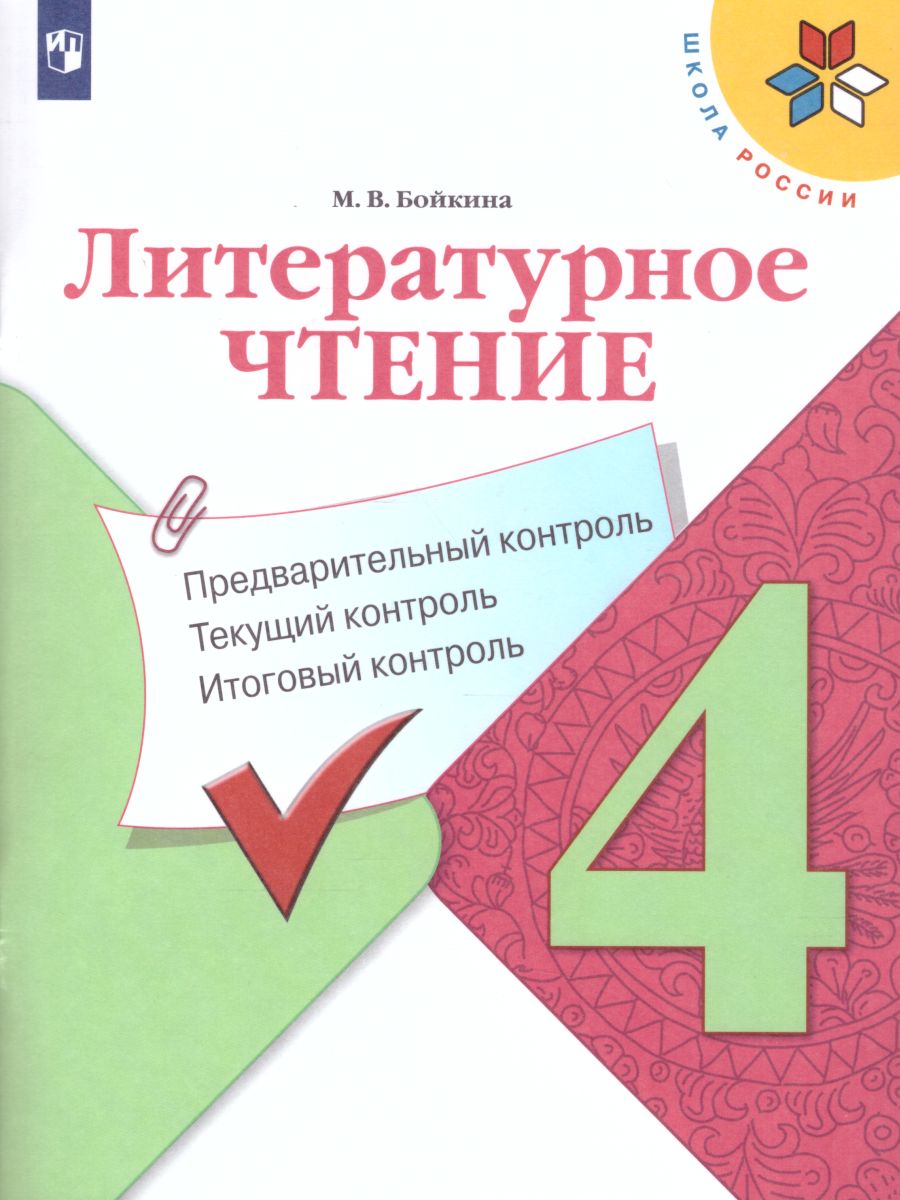 ШКОЛА РОССИИ
М. В. Бойкина
Литературное
ЧТЕНИЕ
Предварительный контроль
Текущий контроль
Итоговый контроль
4